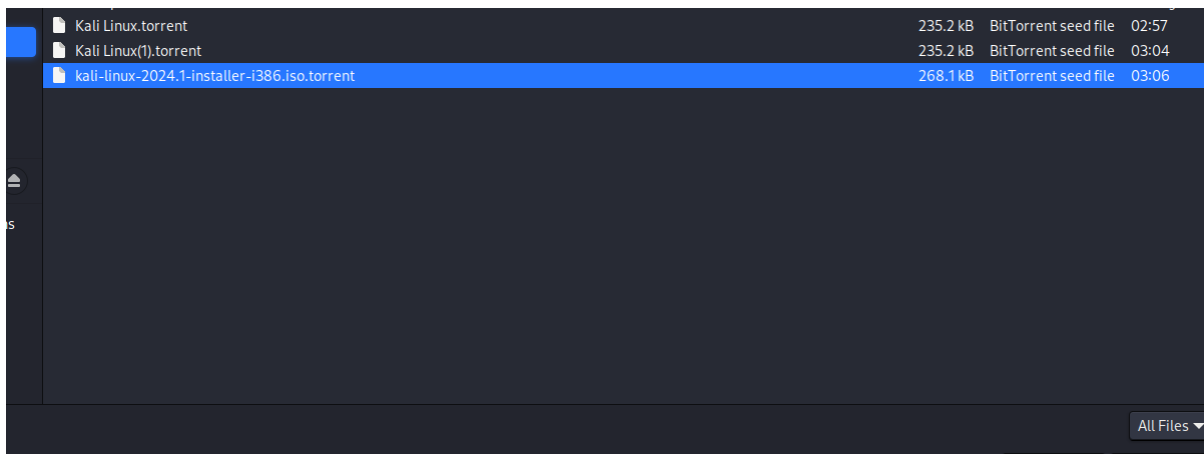 Kali Linux.torrent 235.2 kB BitTorrent seed file 02:57
Kali Linux(1).torrent 235.2 kB BitTorrent seed file 03:04
kali-linux-2024.1-installer-i386.iso.torrent 268.1 kB BitTorrent seed file 03:06
ns
All Files